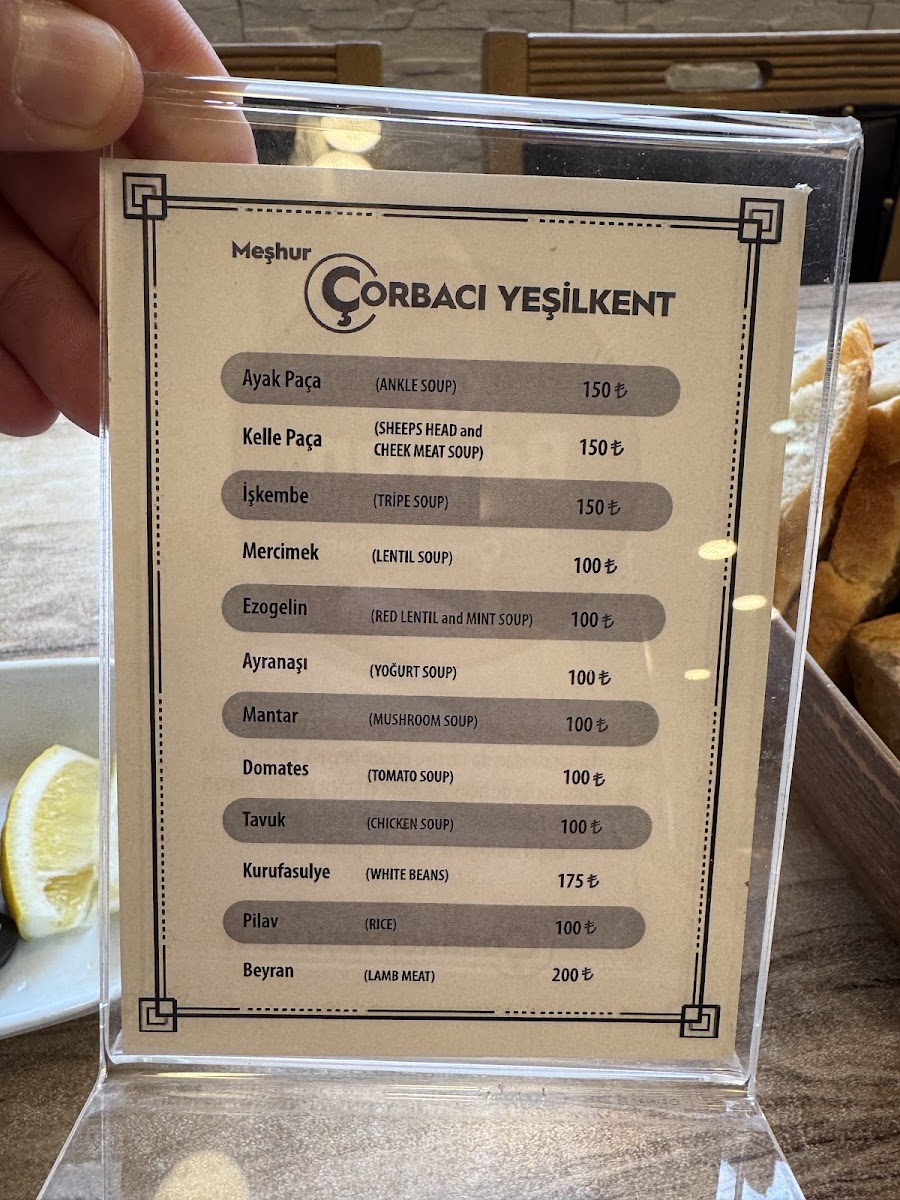 Meşhur
ÇORBACI YEŞİLKENT
Ayak Paça (ANKLE SOUP) 150₺
Kelle Paça (SHEEPS HEAD and CHEEK MEAT SOUP) 150₺
İşkembe (TRİPE SOUP) 150₺
Mercimek (LENTIL SOUP) 100₺
Ezogelin (RED LENTIL and MINT SOUP) 100₺
Ayranaşı (YOĞURT SOUP) 100₺
Mantar (MUSHROOM SOUP) 100₺
Domates (TOMATO SOUP) 100₺
Tavuk (CHICKEN SOUP) 100₺
Kurufasulye (WHITE BEANS) 175₺
Pilav (RICE) 100₺
Beyran (LAMB MEAT) 200₺